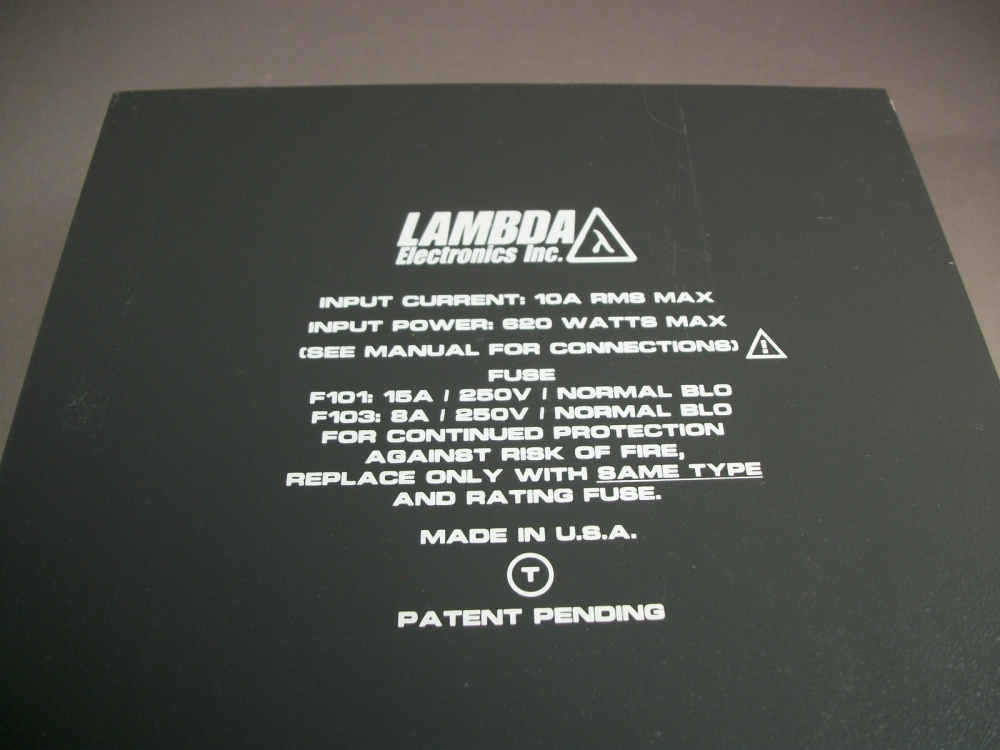 LAMBDA
Electronics Inc. λ
INPUT CURRENT: 10A RMS MAX
INPUT POWER: 620 WATTS MAX
(SEE MANUAL FOR CONNECTIONS) !
FUSE
F101: 15A / 250V / NORMAL BLO
F103: 8A / 250V / NORMAL BLO
FOR CONTINUED PROTECTION
AGAINST RISK OF FIRE,
REPLACE ONLY WITH SAME TYPE
AND RATING FUSE.
MADE IN U.S.A.
T
PATENT PENDING